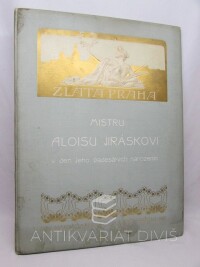 ZLATÁ PRAHA
MISTRU
ALOISU JIRÁSKOVI
ANTIKVARIÁT DIVIŠ